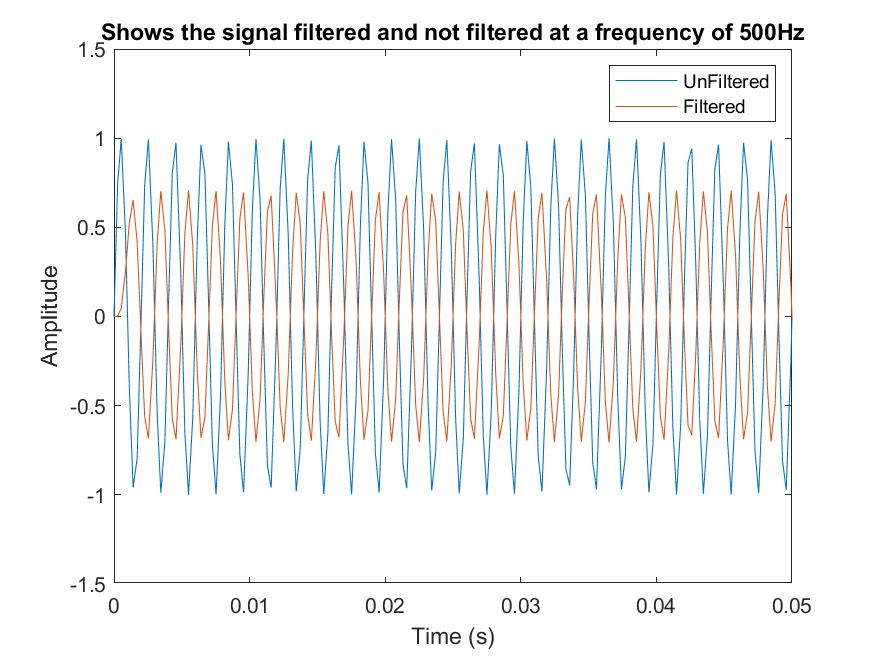 Shows the signal filtered and not filtered at a frequency of 500Hz
1.5
UnFiltered
Filtered
1
0.5
0
-0.5
-1
-1.5
Amplitude
0 0.01 0.02 0.03 0.04 0.05
Time (s)